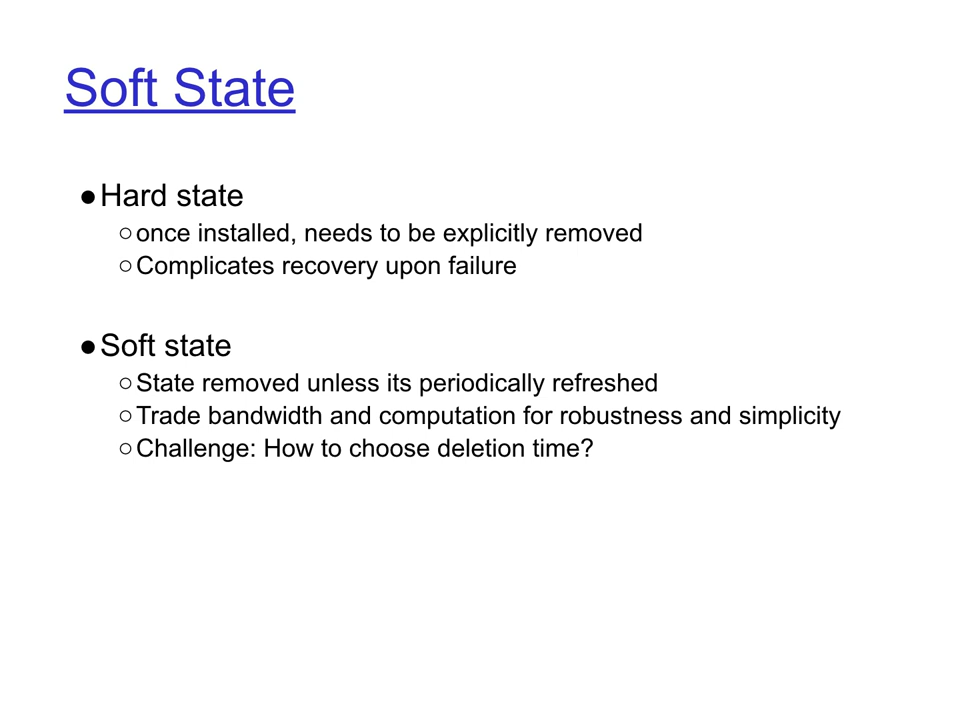 Soft State
●Hard state
○once installed, needs to be explicitly removed
○Complicates recovery upon failure
●Soft state
○State removed unless its periodically refreshed
○Trade bandwidth and computation for robustness and simplicity
○Challenge: How to choose deletion time?